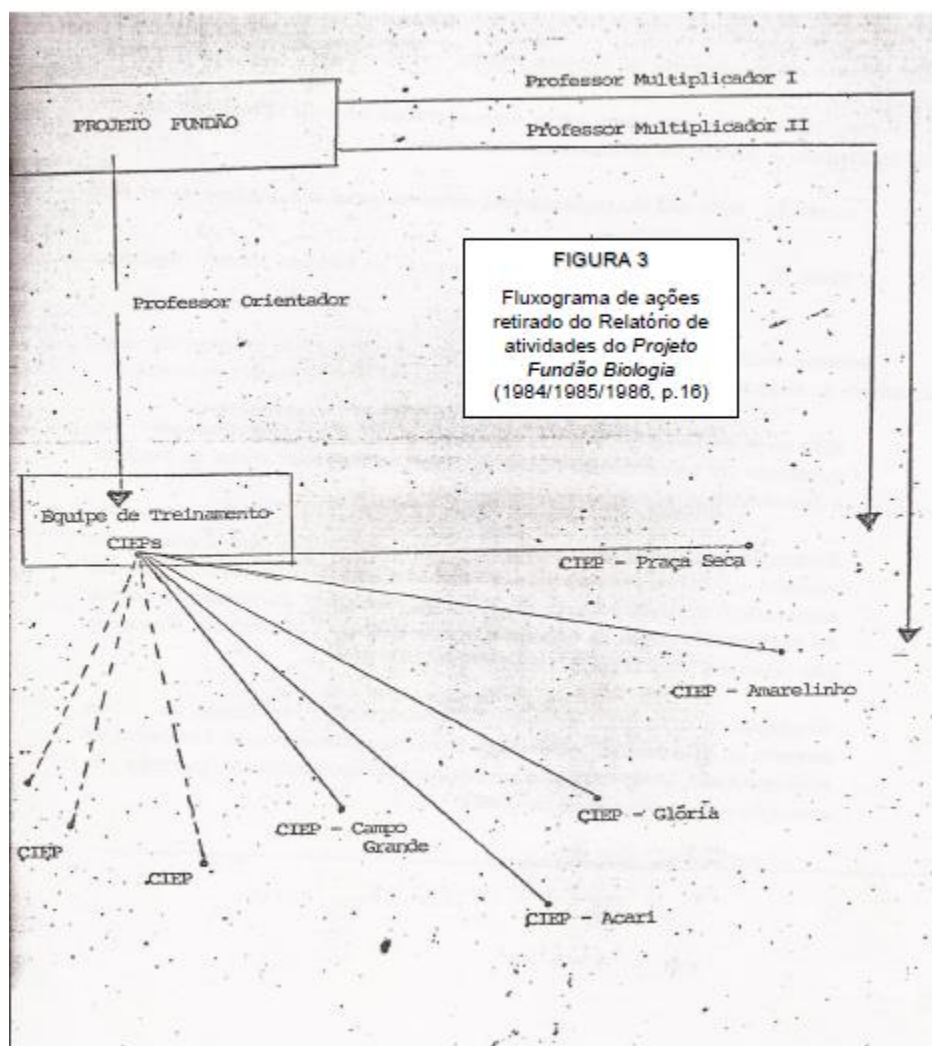 Professor Multiplicador I
PROJETO FUNDÃO
Professor Multiplicador II
FIGURA 3
Fluxograma de ações
retirado do Relatório de
atividades do Projeto
Fundão Biologia
(1984/1985/1986, p.16)
Professor Orientador
Equipe de Treinamento
CIEPs
CIEP - Praça Seca
CIEP - Amarelinho
CIEP - Glória
CIEP - Campo
Grande
CIEP
CIEP
CIEP - Acari